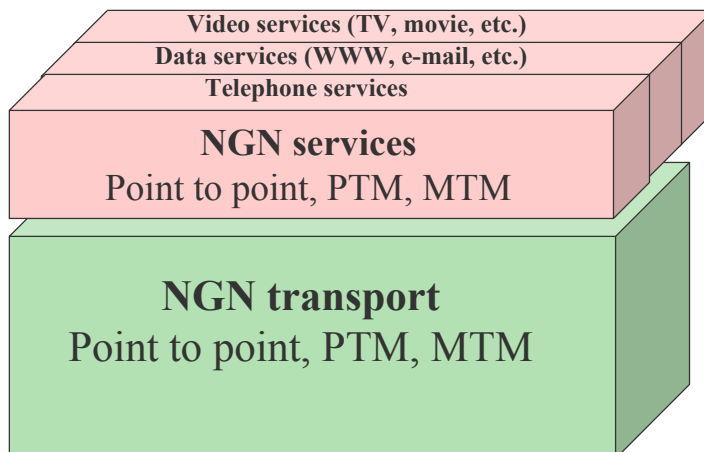 Video services (TV, movie, etc.)
Data services (WWW, e-mail, etc.)
Telephone services
NGN services
Point to point, PTM, MTM
NGN transport
Point to point, PTM, MTM